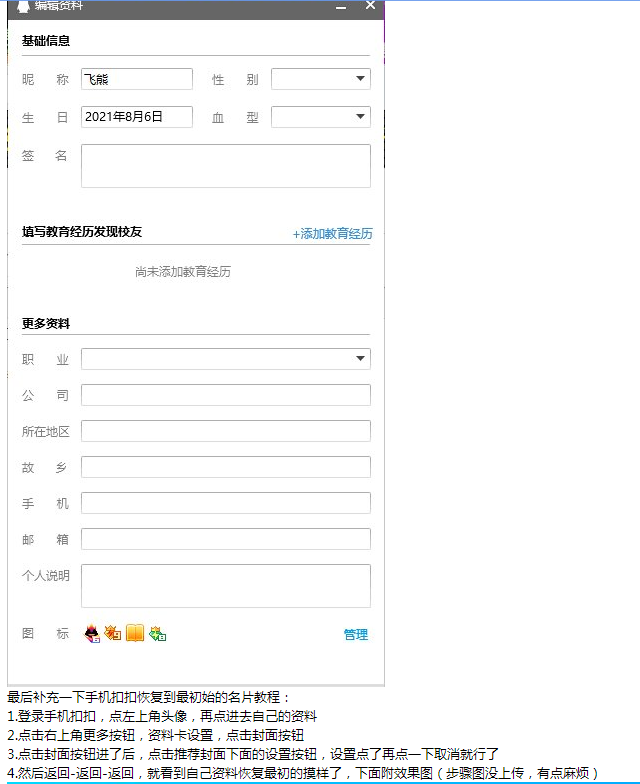 编辑资料
基础信息
昵 称 飞熊 性 别
生 日 2021年8月6日 血 型
签 名
填写教育经历发现校友 +添加教育经历
尚未添加教育经历
更多资料
职 业
公 司
所在地区
故 乡
手 机
邮 箱
个人说明
图 标 管理
最后补充一下手机扣扣恢复到最初始的名片教程：
1.登录手机扣扣，点左上角头像，再点进去自己的资料
2.点击右上角更多按钮，资料卡设置，点击封面按钮
3.点击封面按钮进了后，点击推荐封面下面的设置按钮，设置点了再点一下取消就行了
4.然后返回-返回-返回，就看到自己资料恢复最初的摸样了，下面附效果图（步骤图没上传，有点麻烦）